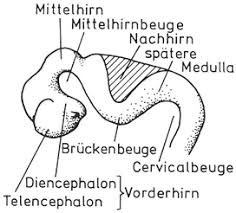 Mittelhirn
Mittelhirnbeuge
Nachhirn
spätere
Medulla
Brückenbeuge
Cervicalbeuge
Diencephalon
Telencephalon
} Vorderhirn